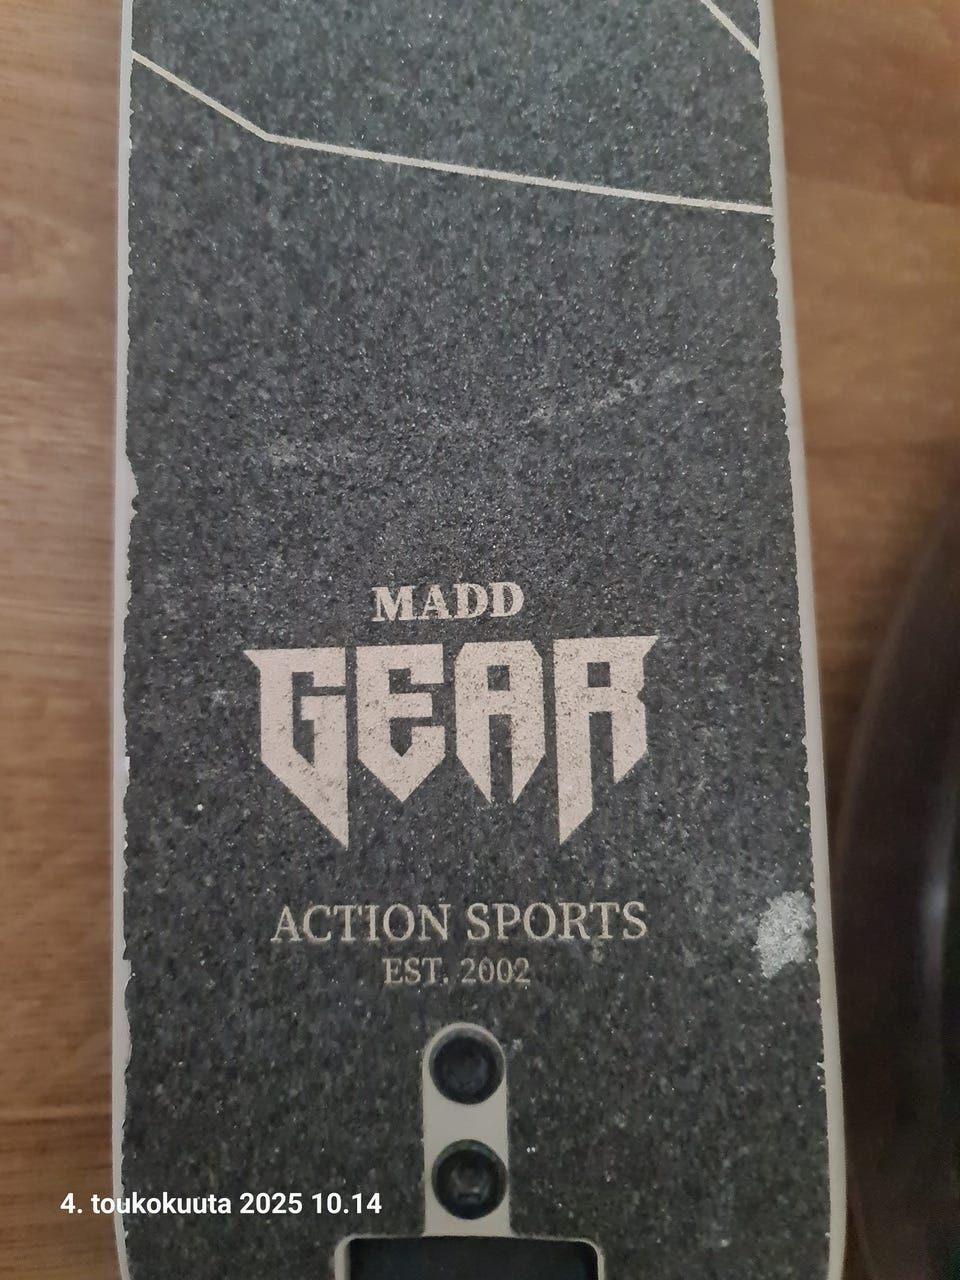 MADD
GEAR
ACTION SPORTS
EST. 2002
4. toukokuuta 2025 10.14